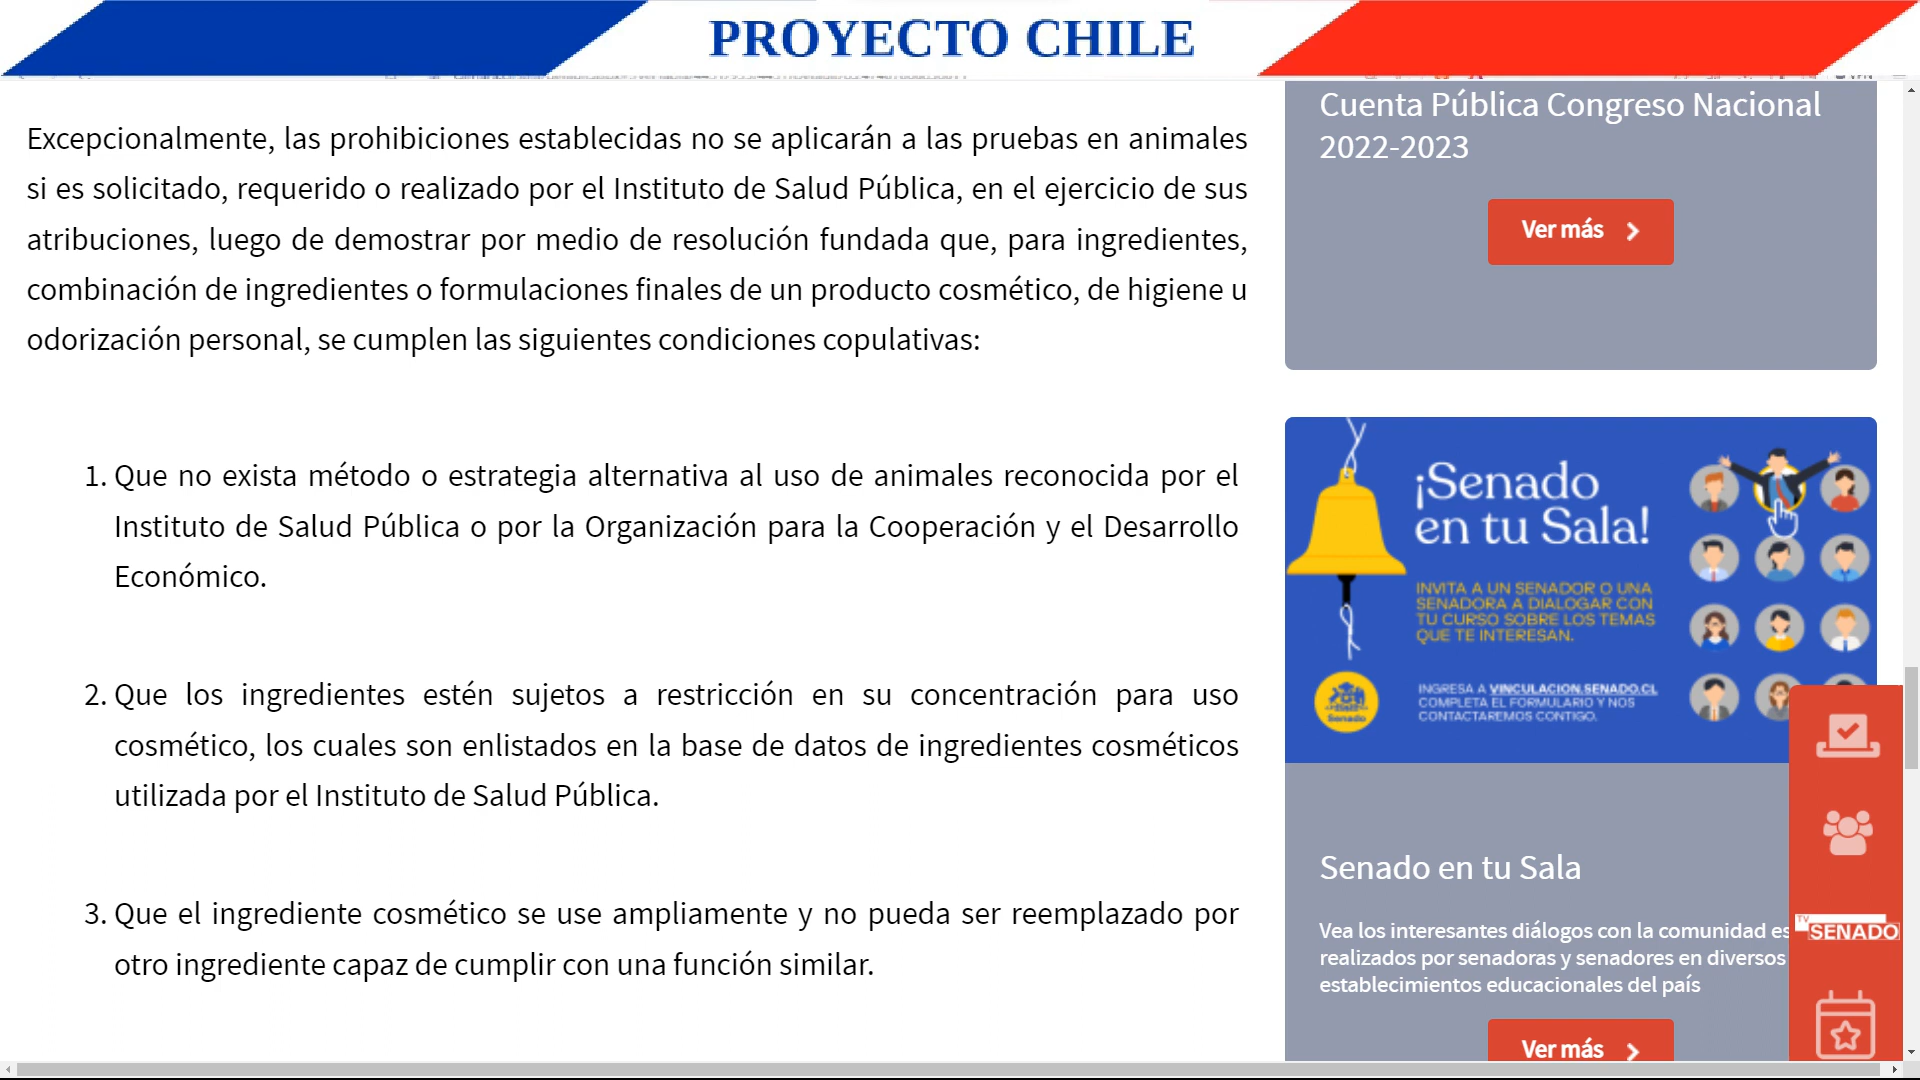 PROYECTO CHILE
Excepcionalmente, las prohibiciones establecidas no se aplicarán a las pruebas en animales
si es solicitado, requerido o realizado por el Instituto de Salud Pública, en el ejercicio de sus
atribuciones, luego de demostrar por medio de resolución fundada que, para ingredientes,
combinación de ingredientes o formulaciones finales de un producto cosmético, de higiene u
odorización personal, se cumplen las siguientes condiciones copulativas:
1. Que no exista método o estrategia alternativa al uso de animales reconocida por el
Instituto de Salud Pública o por la Organización para la Cooperación y el Desarrollo
Económico.
2. Que los ingredientes estén sujetos a restricción en su concentración para uso
cosmético, los cuales son enlistados en la base de datos de ingredientes cosméticos
utilizada por el Instituto de Salud Pública.
3. Que el ingrediente cosmético se use ampliamente y no pueda ser reemplazado por
otro ingrediente capaz de cumplir con una función similar.
Cuenta Pública Congreso Nacional
2022-2023
Ver más
¡Senado
en tu Sala!
INVITA A UN SENADOR O UNA
SENADORA A DIALOGAR CON
TU CURSO SOBRE LOS TEMAS
QUE TE INTERESAN.
Senado
INGRESA A VINCULACION.SENADO.CL
COMPLETA EL FORMULARIO Y NOS
CONTACTAREMOS CONTIGO.
Senado en tu Sala
Vea los interesantes diálogos con la comunidad es
realizados por senadoras y senadores en diversos
establecimientos educacionales del país
Ver más
TV
SENADO